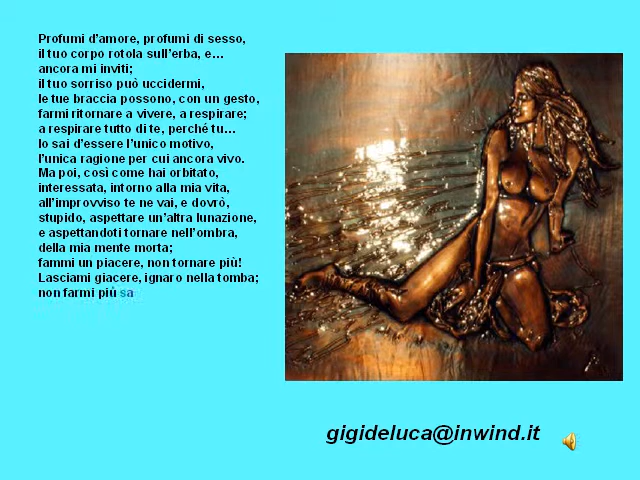 Profumi d'amore, profumi di sesso,
il tuo corpo rotola sull'erba, e…
ancora mi inviti;
il tuo sorriso può uccidermi,
le tue braccia possono, con un gesto,
farmi ritornare a vivere, a respirare;
a respirare tutto di te, perché tu…
lo sai d'essere l'unico motivo,
l'unica ragione per cui ancora vivo.
Ma poi, così come hai orbitato,
interessata, intorno alla mia vita,
all'improvviso te ne vai, e dovrò,
stupido, aspettare un'altra lunazione,
e aspettandoti tornare nell'ombra,
della mia mente morta;
fammi un piacere, non tornare più!
Lasciami giacere, ignaro nella tomba;
non farmi più sa
gigideluca@inwind.it